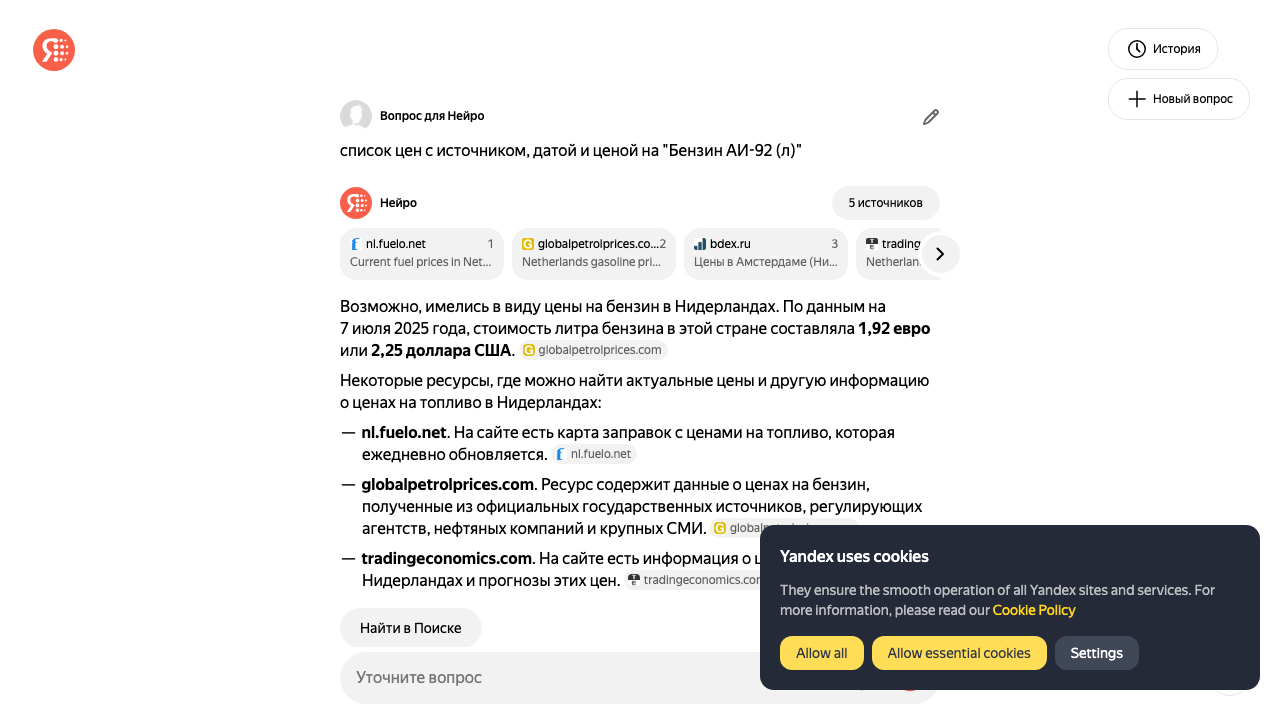 История
Новый вопрос
Вопрос для Нейро
список цен с источником, датой и ценой на "Бензин АИ-92 (л)"
Нейро
5 источников
nl.fuelo.net 1
Current fuel prices in Net...
globalpetrolprices.co...2
Netherlands gasoline pri...
bdex.ru 3
Цены в Амстердаме (Ни...
trading
Netherlan
Возможно, имелись в виду цены на бензин в Нидерландах. По данным на
7 июля 2025 года, стоимость литра бензина в этой стране составляла 1,92 евро
или 2,25 доллара США. globalpetrolprices.com
Некоторые ресурсы, где можно найти актуальные цены и другую информацию
о ценах на топливо в Нидерландах:
— nl.fuelo.net. На сайте есть карта заправок с ценами на топливо, которая
ежедневно обновляется. nl.fuelo.net
— globalpetrolprices.com. Ресурс содержит данные о ценах на бензин,
полученные из официальных государственных источников, регулирующих
агентств, нефтяных компаний и крупных СМИ.
— tradingeconomics.com. На сайте есть информация о
Нидерландах и прогнозы этих цен. tradingeconomics.com
Найти в Поиске
Уточните вопрос
Yandex uses cookies
They ensure the smooth operation of all Yandex sites and services. For
more information, please read our Cookie Policy
Allow all
Allow essential cookies
Settings